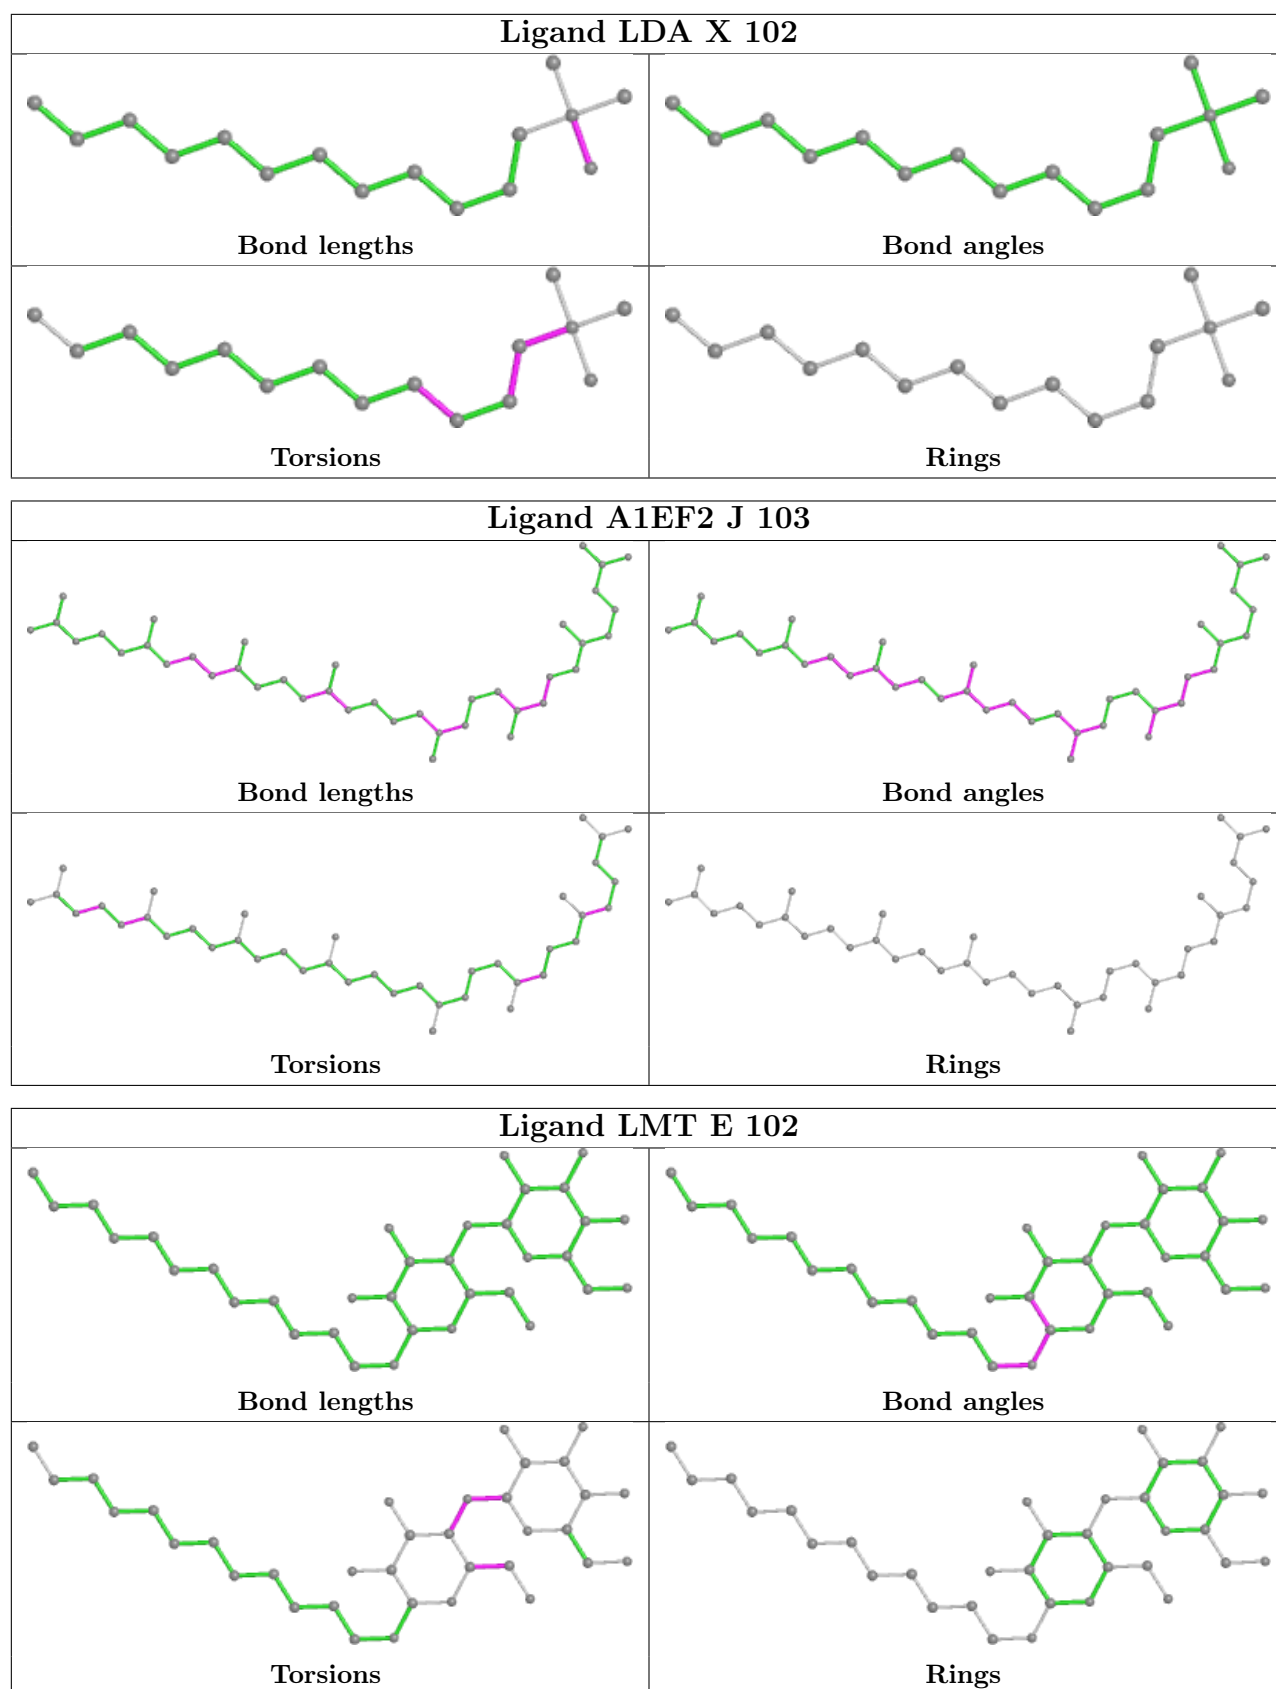 Ligand LDA X 102
Bond lengths
Bond angles
Torsions
Rings
Ligand A1EF2 J 103
Bond lengths
Bond angles
Torsions
Rings
Ligand LMT E 102
Bond lengths
Bond angles
Torsions
Rings